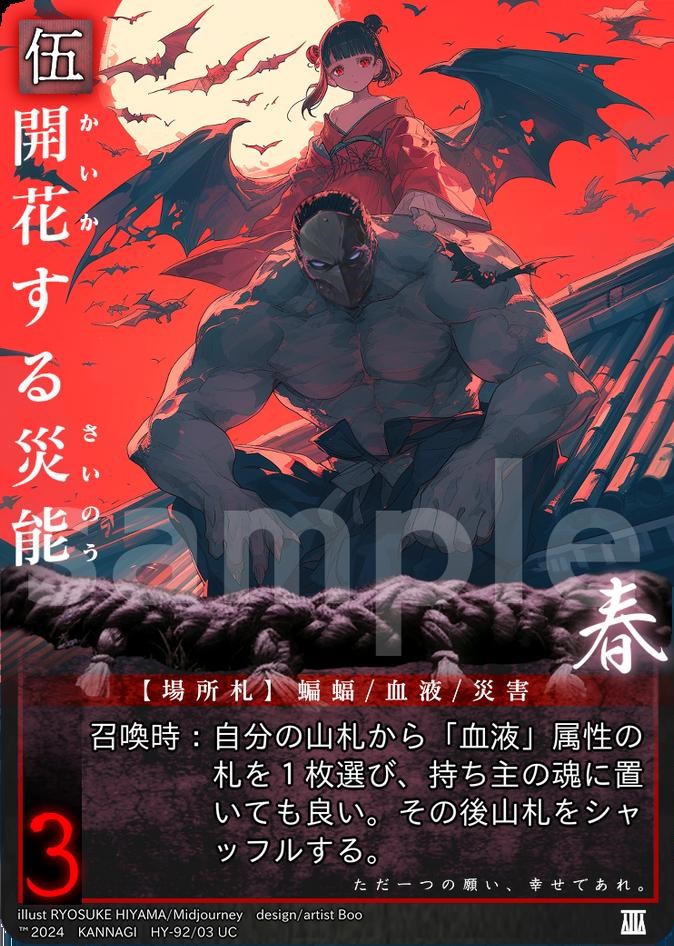 伍
開花する災能
かいか
さいのう
sample
春
【場所札】 蝙蝠/血液/災害
召喚時：自分の山札から「血液」属性の
札を１枚選び、持ち主の魂に置
いても良い。その後山札をシャ
ッフルする。
3
ただ一つの願い、幸せであれ。
illust RYOSUKE HIYAMA/Midjourney design/artist Boo
™2024 KANNAGI HY-92/03 UC